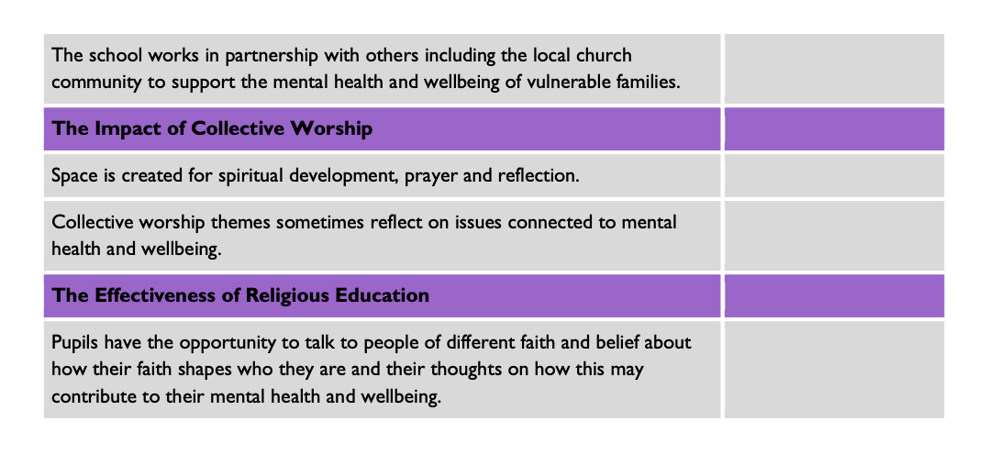 The school works in partnership with others including the local church
community to support the mental health and wellbeing of vulnerable families.
The Impact of Collective Worship
Space is created for spiritual development, prayer and reflection.
Collective worship themes sometimes reflect on issues connected to mental
health and wellbeing.
The Effectiveness of Religious Education
Pupils have the opportunity to talk to people of different faith and belief about
how their faith shapes who they are and their thoughts on how this may
contribute to their mental health and wellbeing.